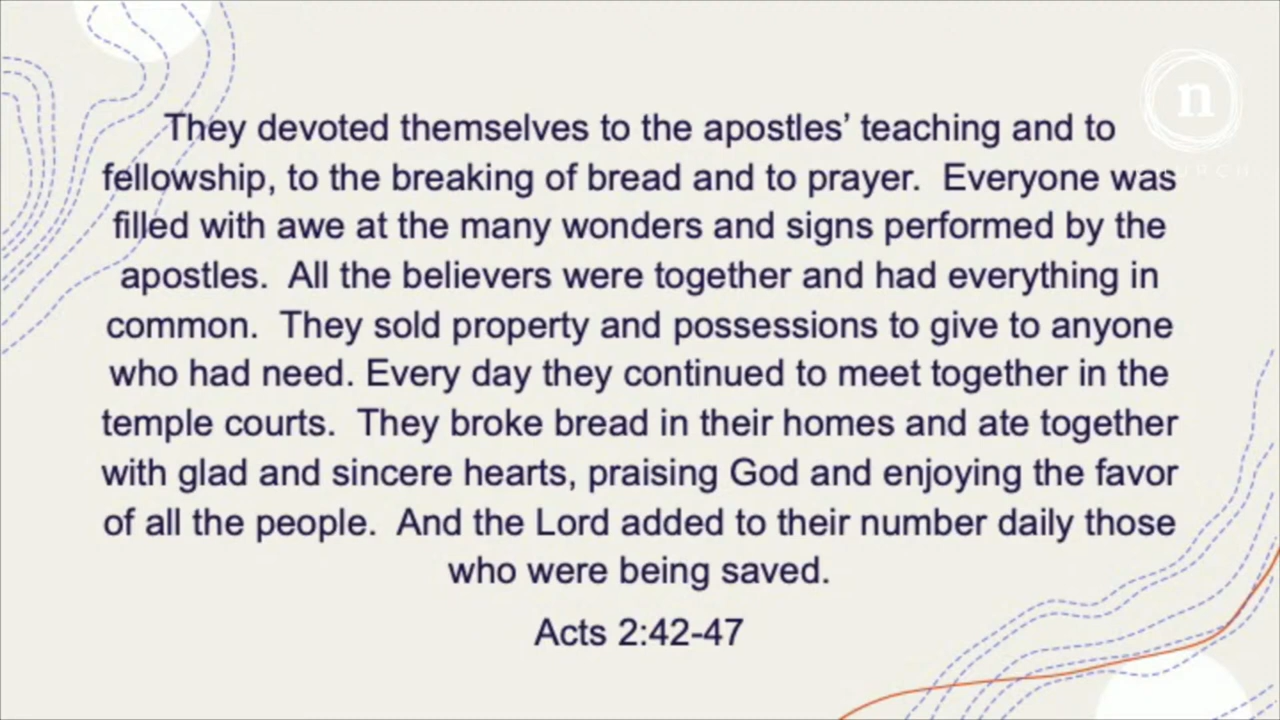 n
CHURCH
They devoted themselves to the apostles’ teaching and to
fellowship, to the breaking of bread and to prayer.  Everyone was
filled with awe at the many wonders and signs performed by the
apostles.  All the believers were together and had everything in
common.  They sold property and possessions to give to anyone
who had need. Every day they continued to meet together in the
temple courts.  They broke bread in their homes and ate together
with glad and sincere hearts, praising God and enjoying the favor
of all the people.  And the Lord added to their number daily those
who were being saved.
Acts 2:42-47